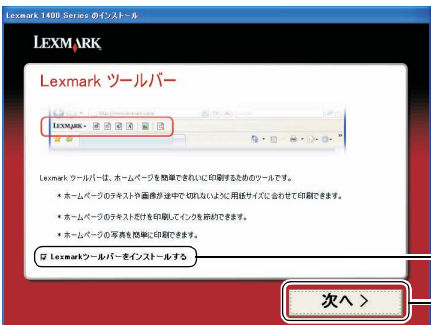 Lexmark 1400 Series のインストール
LEXMARK
Lexmark ツールバー
LEXMARK
Lexmark ツールバーは、ホームページを簡単できれいに印刷するためのツールです。
* ホームページのテキストや画像が途中で切れないように用紙サイズに合わせて印刷できます。
* ホームページのテキストだけを印刷してインクを節約できます。
* ホームページの写真を簡単に印刷できます。
Lexmarkツールバーをインストールする
次へ >